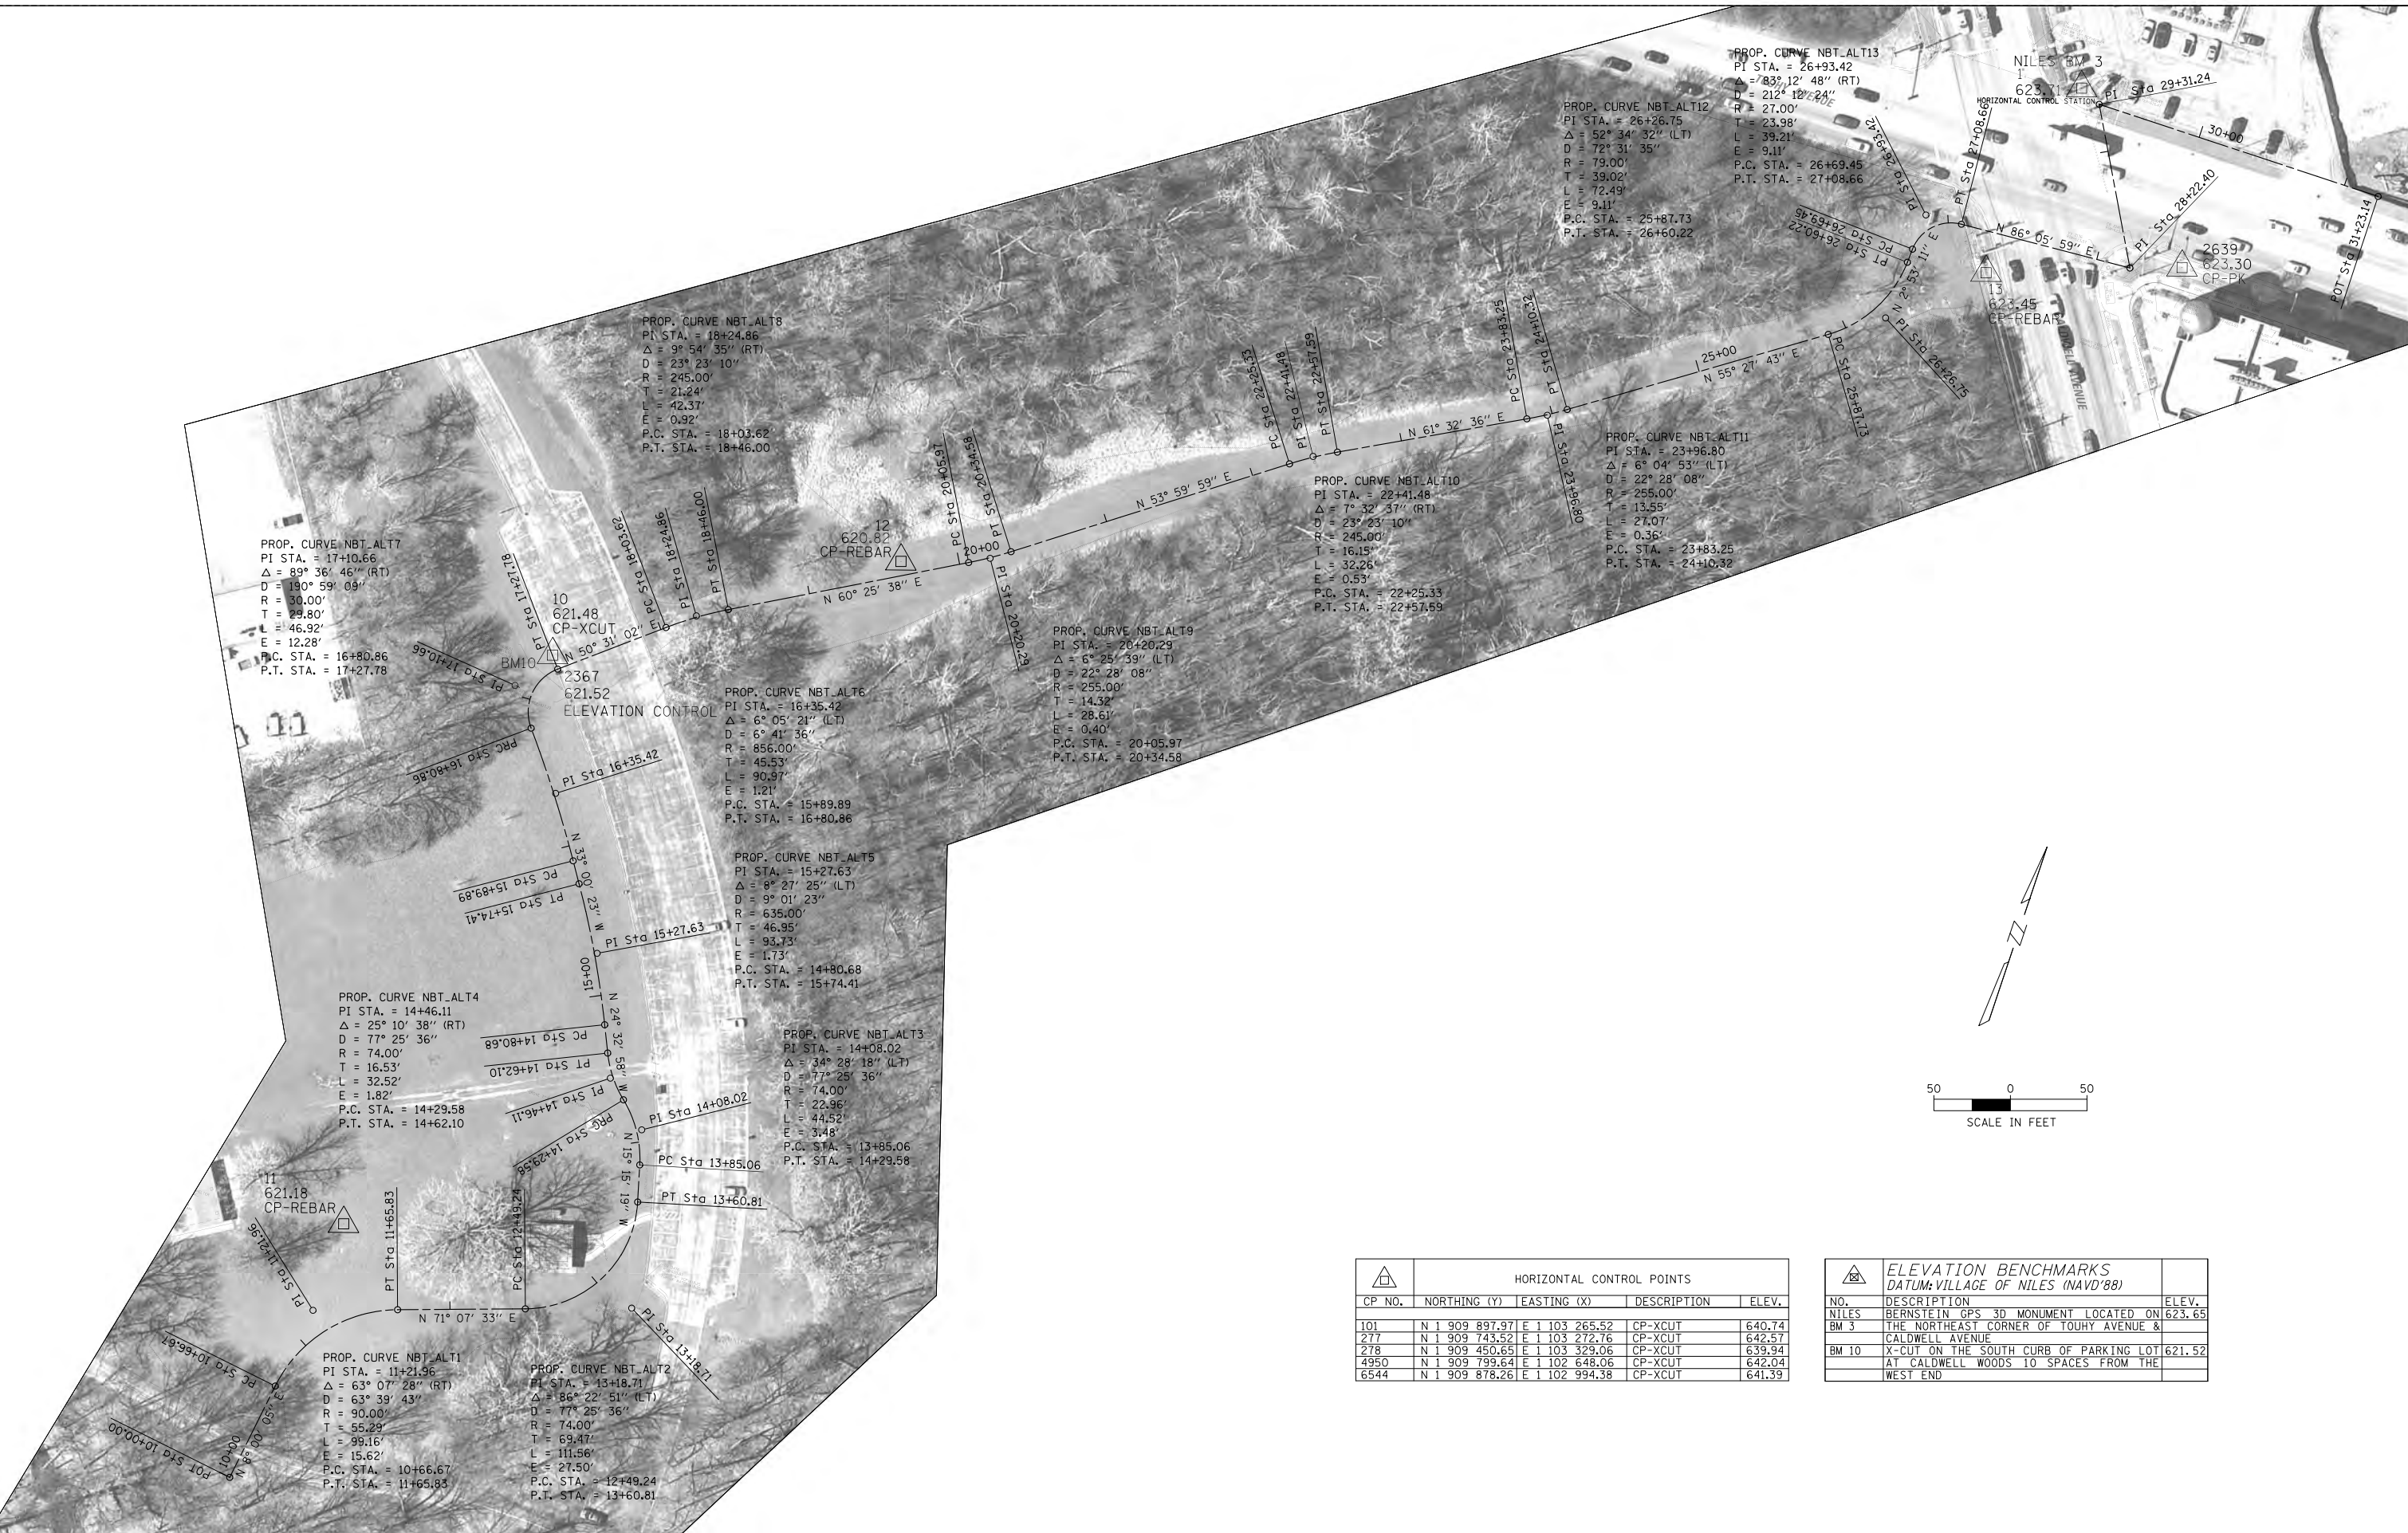 PROP. CURVE NBT_ALT13
PI STA. = 26+93.42
Δ = 83° 12' 48" (RT)
D = 212° 12' 24"
R = 27.00'
T = 23.98'
L = 39.21'
E = 9.11'
P.C. STA. = 26+69.45
P.T. STA. = 27+08.66
NILES BM 3
1
623.71
HORIZONTAL CONTROL STATION
PI Sta 29+31.24
30+00
POT Sta 31+23.14
PI Sta 28+22.40
2639
623.30
CP-PK
N 86° 05' 59" E
PT Sta 27+08.66
PI Sta 26+93.42
PC Sta 26+69.45
PT Sta 26+60.22
N 2° 53' 11" E
13
623.45
CP-REBAR
PI Sta 26+26.75
PC Sta 25+87.73
PROP. CURVE NBT_ALT12
PI STA. = 26+26.75
Δ = 52° 34' 32" (LT)
D = 72° 31' 35"
R = 79.00'
T = 39.02'
L = 72.49'
E = 9.11'
P.C. STA. = 25+87.73
P.T. STA. = 26+60.22
25+00
N 55° 27' 43" E
PT Sta 24+10.32
PC Sta 23+83.25
PI Sta 23+96.80
PROP. CURVE NBT_ALT11
PI STA. = 23+96.80
Δ = 6° 04' 53" (LT)
D = 22° 28' 08"
R = 255.00'
T = 13.55'
L = 27.07'
E = 0.36'
P.C. STA. = 23+83.25
P.T. STA. = 24+10.32
N 61° 32' 36" E
PT Sta 22+57.59
PI Sta 22+41.48
PC Sta 22+25.33
PROP. CURVE NBT_ALT10
PI STA. = 22+41.48
Δ = 7° 32' 37" (RT)
D = 23° 23' 10"
R = 245.00'
T = 16.15'
L = 32.26'
E = 0.53'
P.C. STA. = 22+25.33
P.T. STA. = 22+57.59
N 53° 59' 59" E
PT Sta 20+34.58
PC Sta 20+05.97
20+00
PI Sta 20+20.29
PROP. CURVE NBT_ALT9
PI STA. = 20+20.29
Δ = 6° 25' 39" (LT)
D = 22° 28' 08"
R = 255.00'
T = 14.32'
L = 28.61'
E = 0.40'
P.C. STA. = 20+05.97
P.T. STA. = 20+34.58
12
620.82
CP-REBAR
N 60° 25' 38" E
PROP. CURVE NBT_ALT8
PI STA. = 18+24.86
Δ = 9° 54' 35" (RT)
D = 23° 23' 10"
R = 245.00'
T = 21.24'
L = 42.37'
E = 0.92'
P.C. STA. = 18+03.62
P.T. STA. = 18+46.00
PT Sta 18+46.00
PI Sta 18+24.86
PC Sta 18+03.62
N 50° 31' 02" E
PROP. CURVE NBT_ALT7
PI STA. = 17+10.66
Δ = 89° 36' 46" (RT)
D = 190° 59' 09"
R = 30.00'
T = 29.80'
L = 46.92'
E = 12.28'
P.C. STA. = 16+80.86
P.T. STA. = 17+27.78
PT Sta 17+27.78
10
621.48
CP-XCUT
BM10
2367
621.52
ELEVATION CONTROL
PI Sta 17+10.66
PRC Sta 16+80.86
PI Sta 16+35.42
PROP. CURVE NBT_ALT6
PI STA. = 16+35.42
Δ = 6° 05' 21" (LT)
D = 6° 41' 36"
R = 856.00'
T = 45.53'
L = 90.97'
E = 1.21'
P.C. STA. = 15+89.89
P.T. STA. = 16+80.86
N 33° 00' 23" W
PC Sta 15+89.89
PT Sta 15+74.41
PI Sta 15+27.63
15+00
PROP. CURVE NBT_ALT5
PI STA. = 15+27.63
Δ = 8° 27' 25" (LT)
D = 9° 01' 23"
R = 635.00'
T = 46.95'
L = 93.73'
E = 1.73'
P.C. STA. = 14+80.68
P.T. STA. = 15+74.41
N 24° 32' 58" W
PC Sta 14+80.68
PT Sta 14+62.10
PI Sta 14+46.11
PRC Sta 14+29.58
PROP. CURVE NBT_ALT4
PI STA. = 14+46.11
Δ = 25° 10' 38" (RT)
D = 77° 25' 36"
R = 74.00'
T = 16.53'
L = 32.52'
E = 1.82'
P.C. STA. = 14+29.58
P.T. STA. = 14+62.10
PROP. CURVE NBT_ALT3
PI STA. = 14+08.02
Δ = 34° 28' 18" (LT)
D = 77° 25' 36"
R = 74.00'
T = 22.96'
L = 44.52'
E = 3.48'
P.C. STA. = 13+85.06
P.T. STA. = 14+29.58
PI Sta 14+08.02
PC Sta 13+85.06
PT Sta 13+60.81
N 15° 15' 19" W
11
621.18
CP-REBAR
PI Sta 11+21.96
PT Sta 11+65.83
PC Sta 12+49.24
N 71° 07' 33" E
PI Sta 13+18.71
PC Sta 10+66.67
N 8° 00' 05" E
10+00
POT Sta 10+00.00
PROP. CURVE NBT_ALT1
PI STA. = 11+21.96
Δ = 63° 07' 28" (RT)
D = 63° 39' 43"
R = 90.00'
T = 55.29'
L = 99.16'
E = 15.62'
P.C. STA. = 10+66.67
P.T. STA. = 11+65.83
PROP. CURVE NBT_ALT2
PI STA. = 13+18.71
Δ = 86° 22' 51" (LT)
D = 77° 25' 36"
R = 74.00'
T = 69.47'
L = 111.56'
E = 27.50'
P.C. STA. = 12+49.24
P.T. STA. = 13+60.81
50 0 50
SCALE IN FEET
HORIZONTAL CONTROL POINTS
CP NO. NORTHING (Y) EASTING (X) DESCRIPTION ELEV.
101 N 1 909 897.97 E 1 103 265.52 CP-XCUT 640.74
277 N 1 909 743.52 E 1 103 272.76 CP-XCUT 642.57
278 N 1 909 450.65 E 1 103 329.06 CP-XCUT 639.94
4950 N 1 909 799.64 E 1 102 648.06 CP-XCUT 642.04
6544 N 1 909 878.26 E 1 102 994.38 CP-XCUT 641.39
ELEVATION BENCHMARKS
DATUM: VILLAGE OF NILES (NAVD'88)
NO. DESCRIPTION ELEV.
NILES BERNSTEIN GPS 3D MONUMENT LOCATED ON 623.65
BM 3 THE NORTHEAST CORNER OF TOUHY AVENUE &
CALDWELL AVENUE
BM 10 X-CUT ON THE SOUTH CURB OF PARKING LOT 621.52
AT CALDWELL WOODS 10 SPACES FROM THE
WEST END